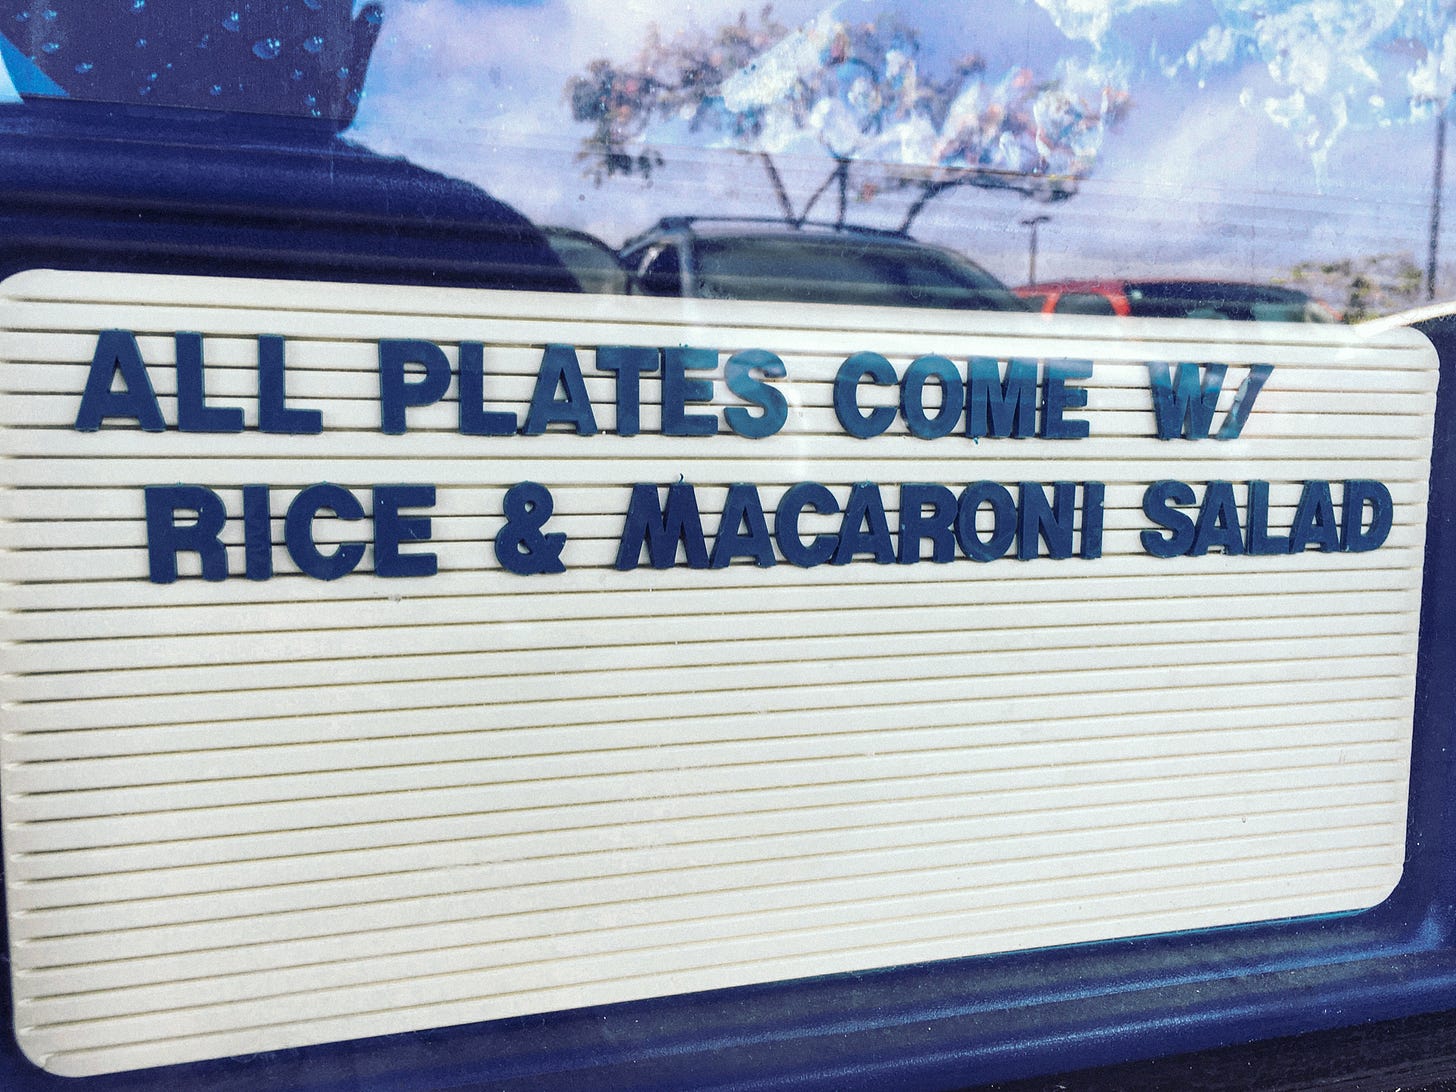 ALL PLATES COME W/
RICE & MACARONI SALAD